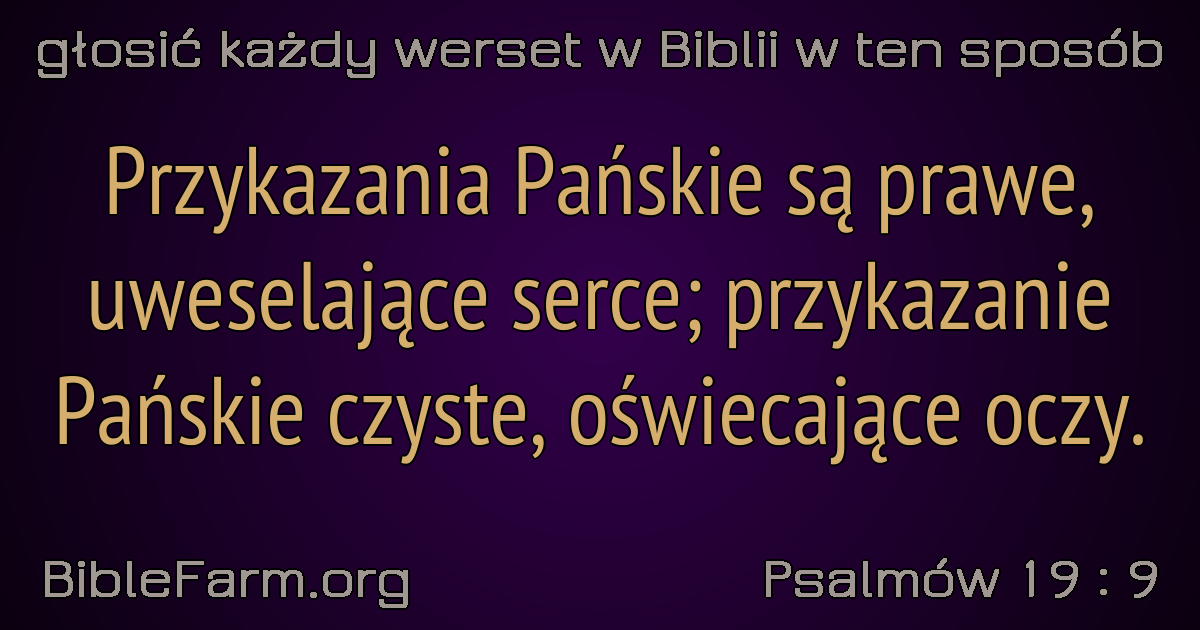 głosić każdy werset w Biblii w ten sposób
Przykazania Pańskie są prawe,
uweselające serce; przykazanie
Pańskie czyste, oświecające oczy.
BibleFarm.org
Psalmów 19 : 9